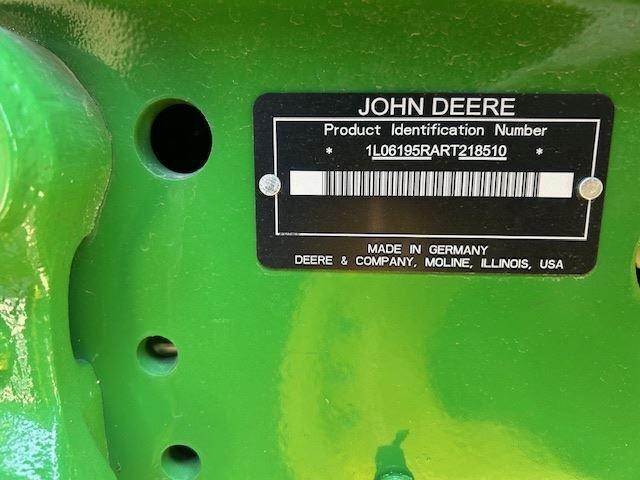 JOHN DEERE
Product Identification Number
* 1L06195RART218510 *
MADE IN GERMANY
DEERE & COMPANY, MOLINE, ILLINOIS, USA